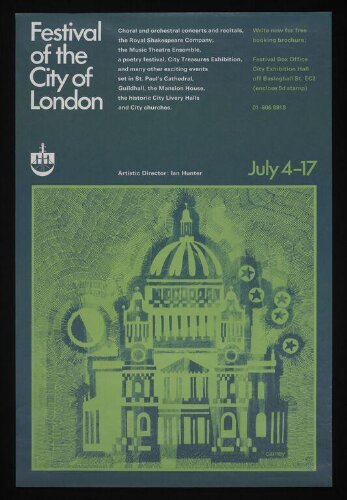 Festival
of the
City of
London
Choral and orchestral concerts and recitals,
the Royal Shakespeare Company,
the Music Theatre Ensemble,
a poetry festival, City Treasures Exhibition,
and many other exciting events
set in St. Paul's Cathedral,
Guildhall, the Mansion House,
the historic City Livery Halls
and City churches.
Write now for free
booking brochure:
Festival Box Office
City Exhibition Hall
off Basinghall St. EC2
(enclose 5d stamp)
Artistic Director: Ian Hunter
July 4–17
carney